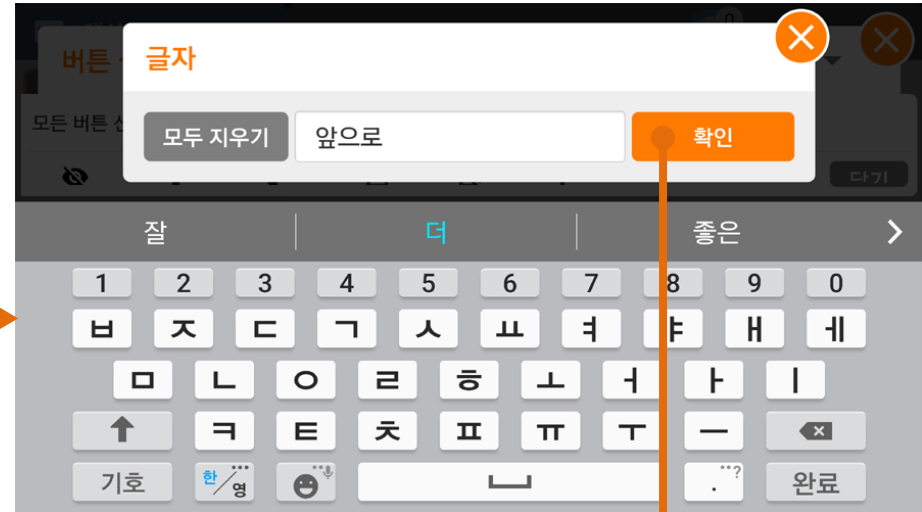 글자
버튼
모든 버튼 선
모두 지우기 앞으로 확인
닫기
잘 더 좋은
1 2 3 4 5 6 7 8 9 0
ㅂ ㅈ ㄷ ㄱ ㅅ ㅛ ㅕ ㅑ ㅐ ㅔ
ㅁ ㄴ ㅇ ㄹ ㅎ ㅗ ㅓ ㅏ ㅣ
ㅋ ㅌ ㅊ ㅍ ㅠ ㅜ ㅡ
기호 한/영 .?  완료